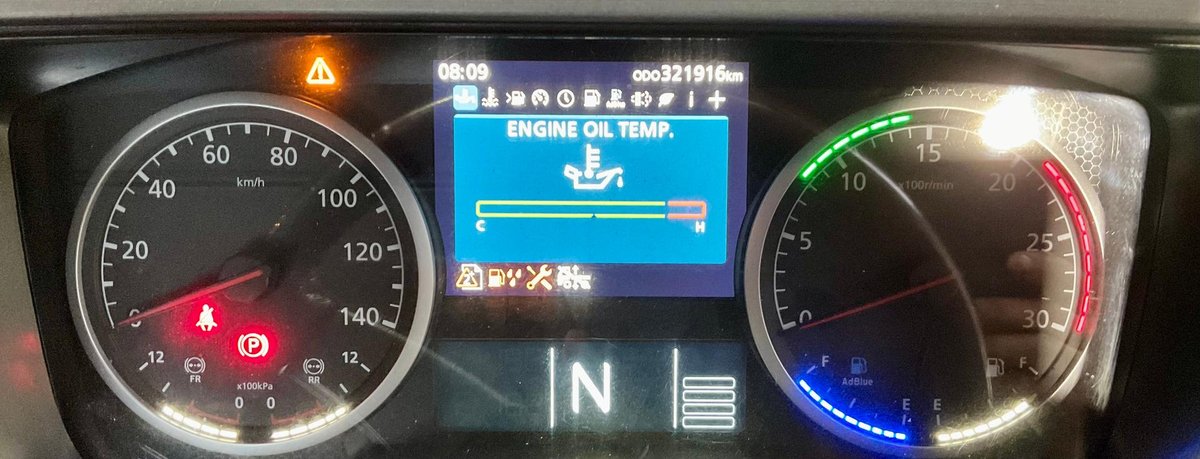 08:09 ODO321916km
ENGINE OIL TEMP.
C H
km/h
0 20 40 60 80 100 120 140
P
12 12
FR RR
x100kPa
0 0
N
x100r/min
0 5 10 15 20 25 30
F F
AdBlue
E E